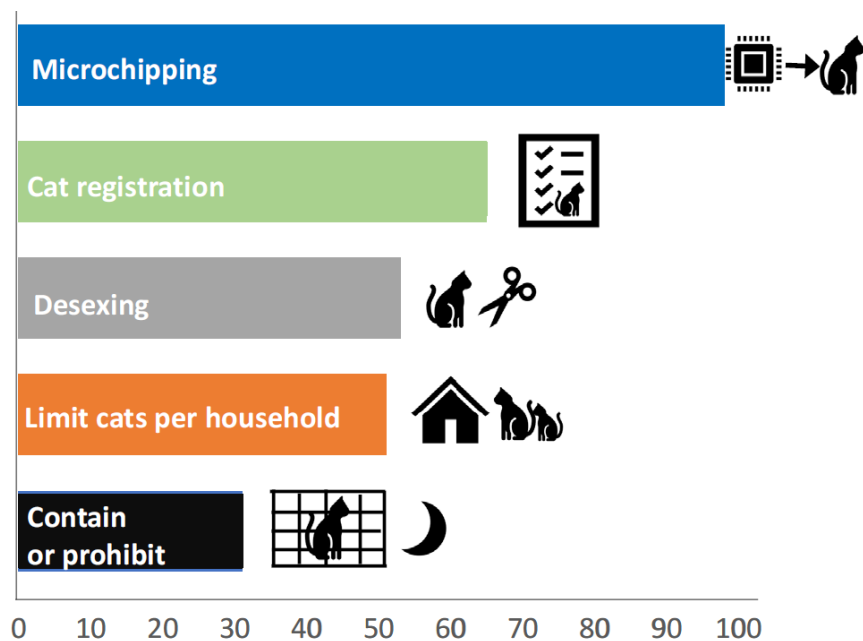 Microchipping
Cat registration
Desexing
Limit cats per household
Contain
or prohibit
0 10 20 30 40 50 60 70 80 90 100